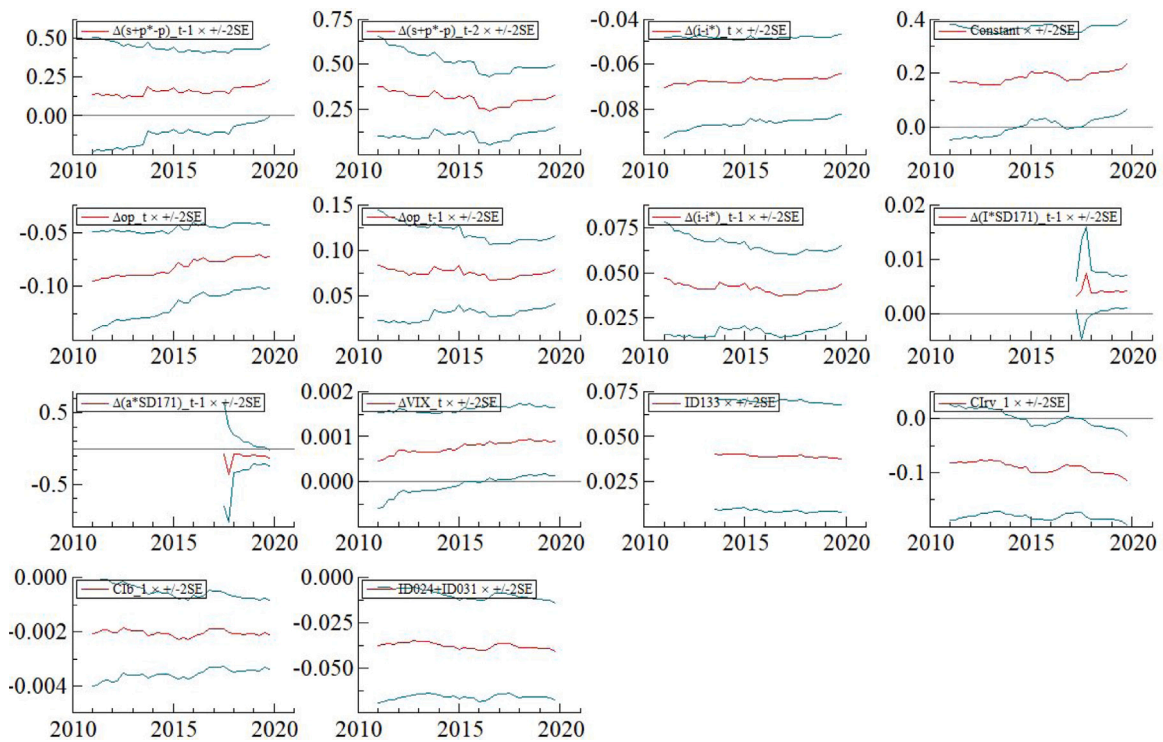 Δ(s+p*-p)_t-1 × +/-2SE
0.50
0.25
0.00
2010 2015 2020
Δ(s+p*-p)_t-2 × +/-2SE
0.75
0.50
0.25
2010 2015 2020
Δ(i-i*)_t × +/-2SE
-0.04
-0.06
-0.08
2010 2015 2020
Constant × +/-2SE
0.4
0.2
0.0
2010 2015 2020
Δop_t × +/-2SE
-0.05
-0.10
2010 2015 2020
Δop_t-1 × +/-2SE
0.15
0.10
0.05
2010 2015 2020
Δ(i-i*)_t-1 × +/-2SE
0.075
0.050
0.025
2010 2015 2020
Δ(I*SD171)_t-1 × +/-2SE
0.02
0.01
0.00
2010 2015 2020
Δ(a*SD171)_t-1 × +/-2SE
0.5
-0.5
2010 2015 2020
ΔVIX_t × +/-2SE
0.002
0.001
0.000
2010 2015 2020
ID133 × +/-2SE
0.075
0.050
0.025
2010 2015 2020
CIrv_1 × +/-2SE
0.0
-0.1
2010 2015 2020
CIb_1 × +/-2SE
0.000
-0.002
-0.004
2010 2015 2020
ID024+ID031 × +/-2SE
0.000
-0.025
-0.050
2010 2015 2020